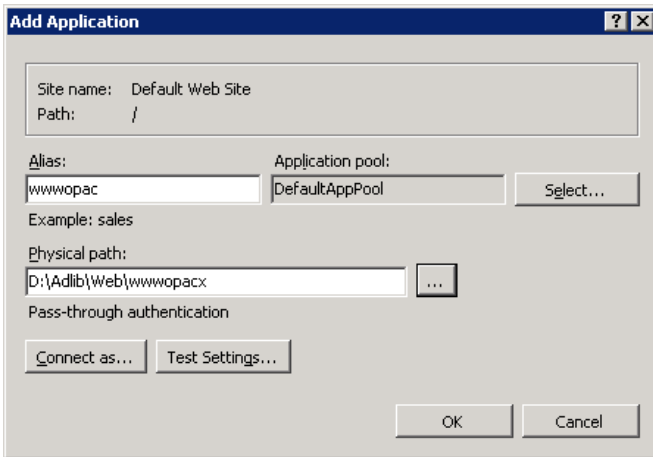 Add Application
Site name: Default Web Site
Path: /
Alias: Application pool:
wwwopac DefaultAppPool Select...
Example: sales
Physical path:
D:\Adlib\Web\wwwopacx ...
Pass-through authentication
Connect as... Test Settings...
OK Cancel